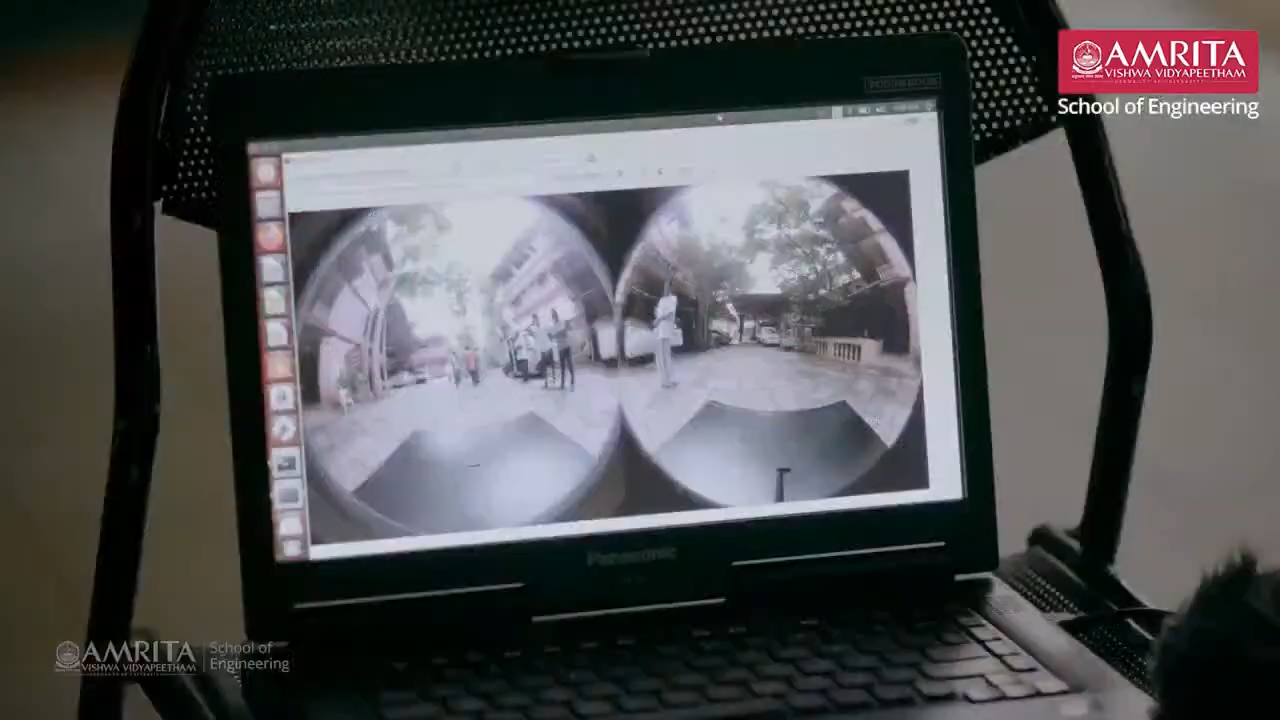 AMRITA
VISHWA VIDYAPEETHAM
School of Engineering
Panasonic
AMRITA
VISHWA VIDYAPEETHAM
School of
Engineering